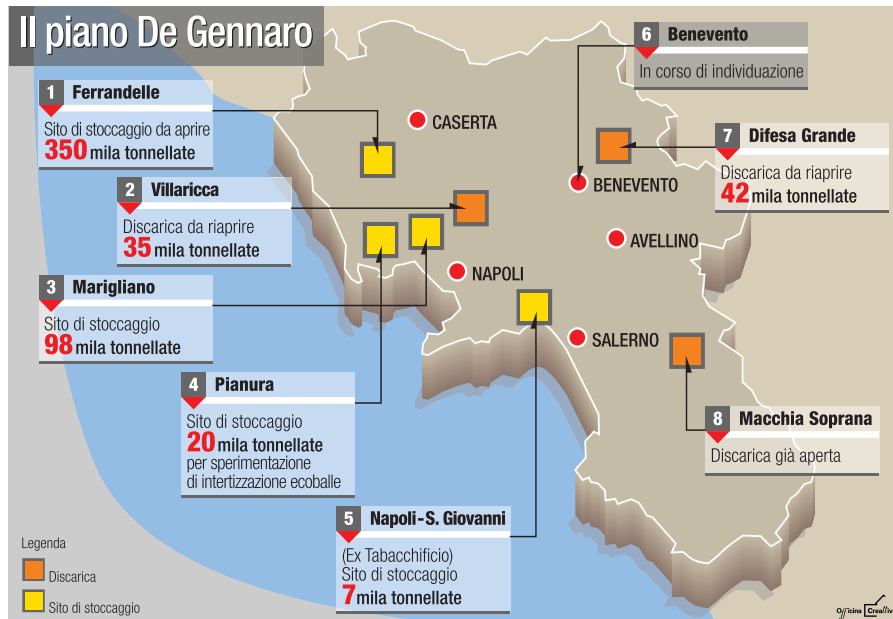 Il piano De Gennaro
1 Ferrandelle
Sito di stoccaggio da aprire
350 mila tonnellate
2 Villaricca
Discarica da riaprire
35 mila tonnellate
3 Marigliano
Sito di stoccaggio
98 mila tonnellate
4 Pianura
Sito di stoccaggio
20 mila tonnellate
per sperimentazione
di intertizzazione ecoballe
5 Napoli-S. Giovanni
(Ex Tabacchificio)
Sito di stoccaggio
7 mila tonnellate
6 Benevento
In corso di individuazione
7 Difesa Grande
Discarica da riaprire
42 mila tonnellate
8 Macchia Soprana
Discarica già aperta
CASERTA
BENEVENTO
AVELLINO
NAPOLI
SALERNO
Legenda
Discarica
Sito di stoccaggio
Officina